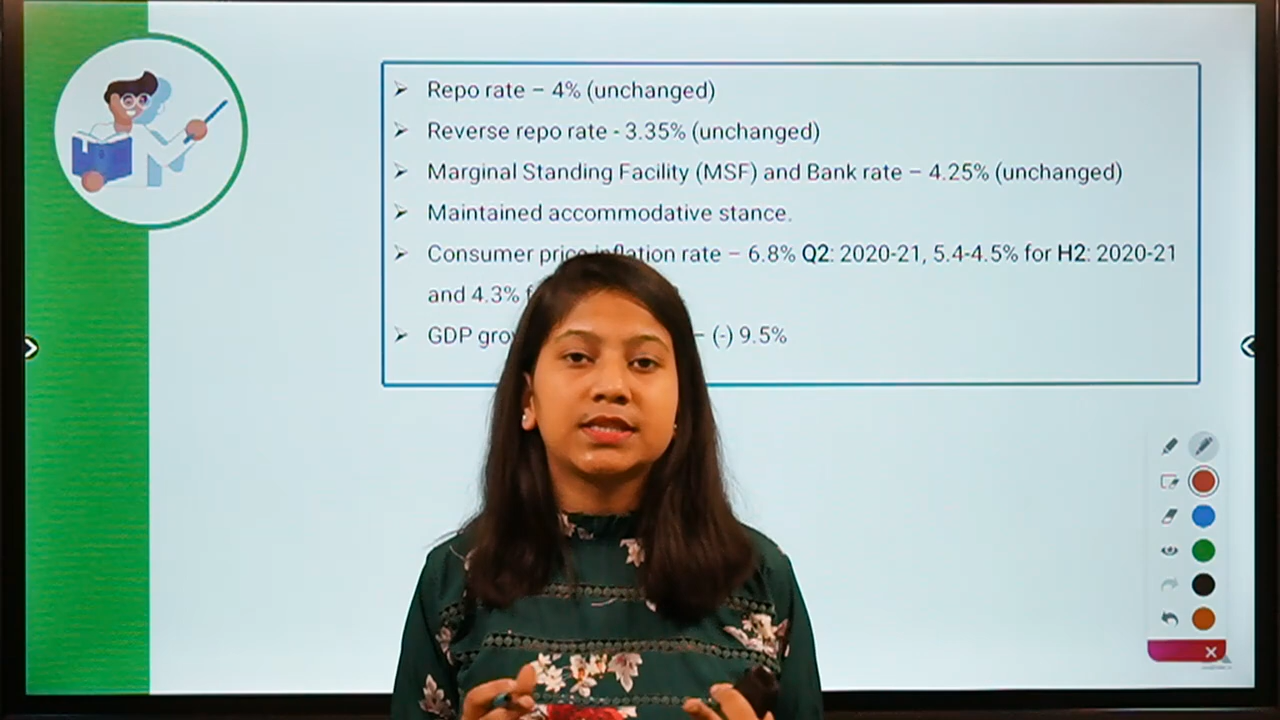 Repo rate – 4% (unchanged)
Reverse repo rate - 3.35% (unchanged)
Marginal Standing Facility (MSF) and Bank rate – 4.25% (unchanged)
Maintained accommodative stance.
Consumer price inflation rate – 6.8% Q2: 2020-21, 5.4-4.5% for H2: 2020-21
and 4.3%
GDP – (-) 9.5%